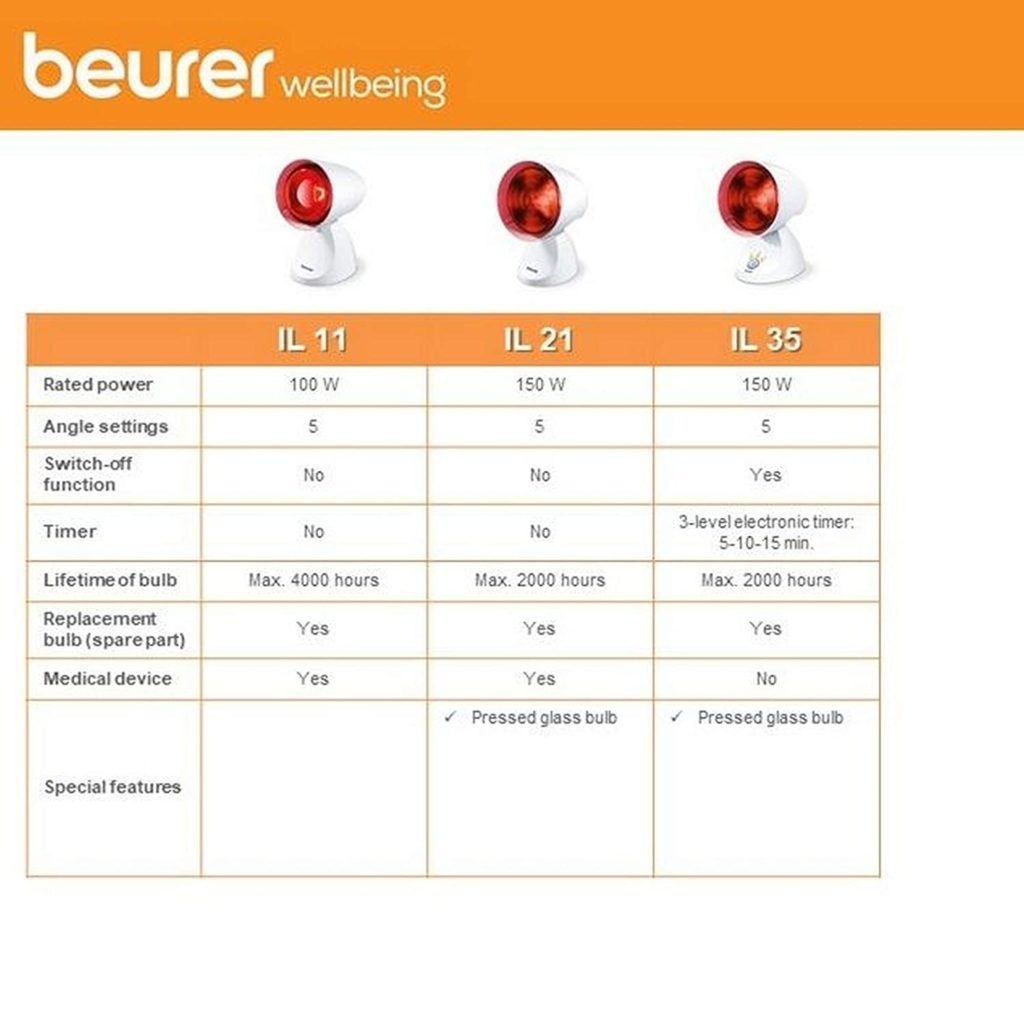 beurer wellbeing
beurer
IL 11 IL 21 IL 35
Rated power 100 W 150 W 150 W
Angle settings 5 5 5
Switch-off
function No No Yes
Timer No No 3-level electronic timer:
5-10-15 min.
Lifetime of bulb Max. 4000 hours Max. 2000 hours Max. 2000 hours
Replacement
bulb (spare part) Yes Yes Yes
Medical device Yes Yes No
Special features ✓ Pressed glass bulb ✓ Pressed glass bulb